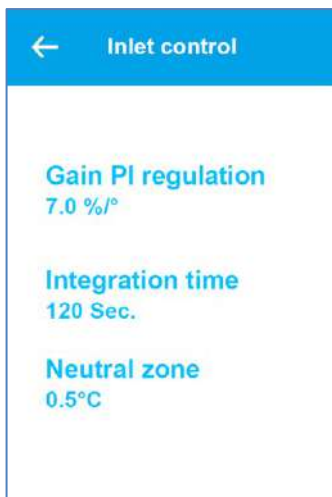 Inlet control
Gain PI regulation
7.0 %/°
Integration time
120 Sec.
Neutral zone
0.5°C